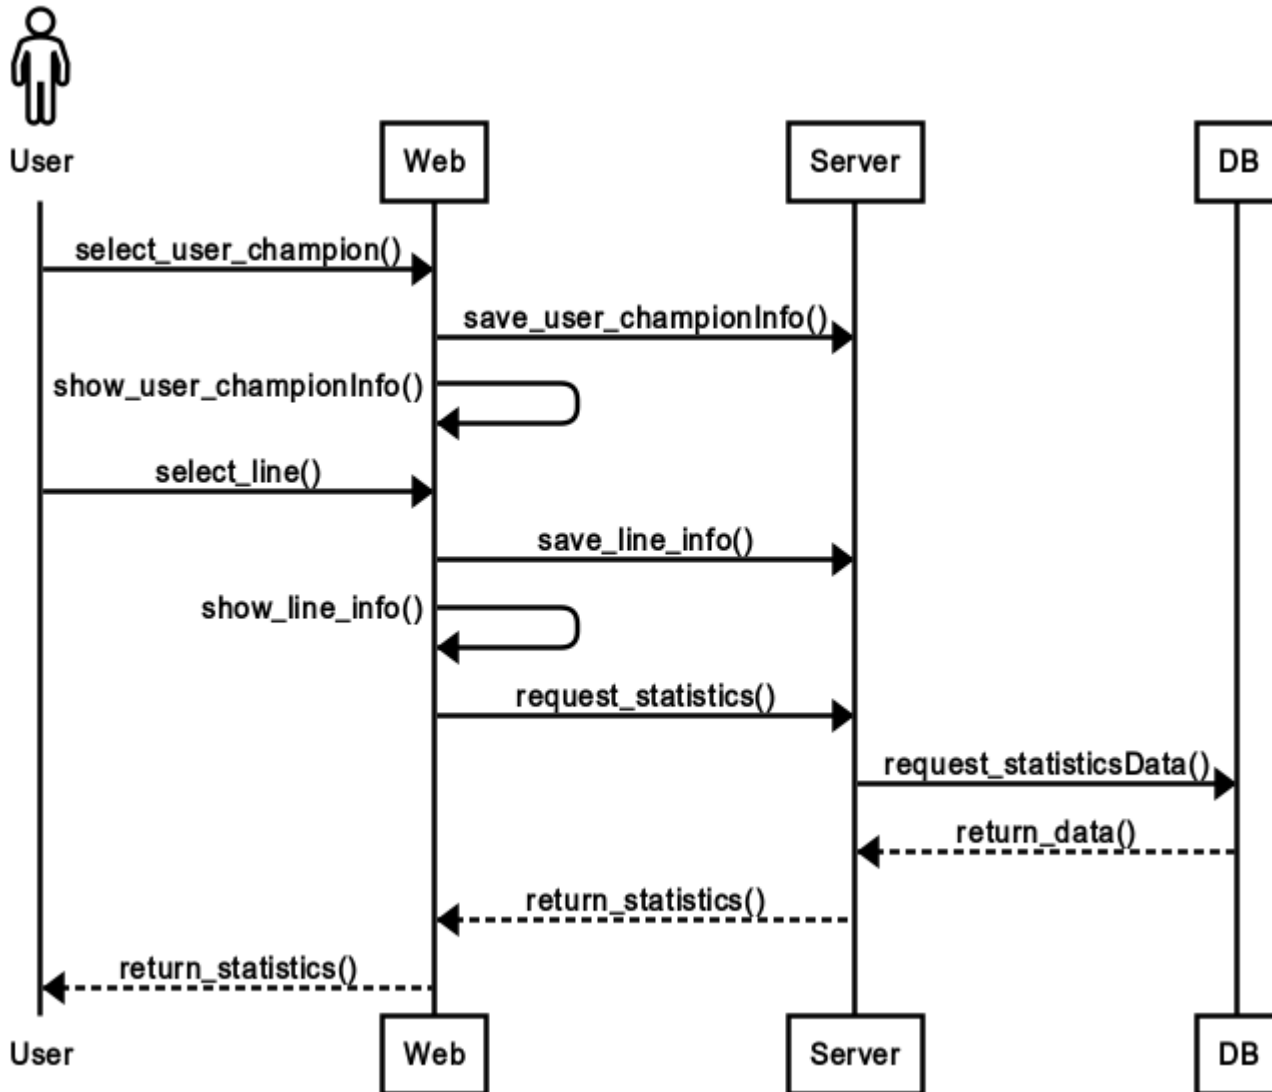 User
Web
Server
DB
select_user_champion()
save_user_championInfo()
show_user_championInfo()
select_line()
save_line_info()
show_line_info()
request_statistics()
request_statisticsData()
return_data()
return_statistics()
return_statistics()
User
Web
Server
DB